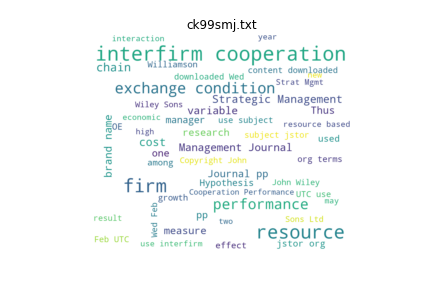 ck99smj.txt
interaction
year
interfirm cooperation
chain
Williamson
content downloaded
downloaded Wed
Strat Mgmt
exchange condition
Strategic Management
Wiley Sons
variable
Thus
OE
manager
use subject
resource based
economic
high
research
subject jstor
used
brand name
cost
one
Management Journal
among
Copyright John
org terms
Journal pp
firm
Hypothesis
John Wiley
Cooperation Performance
UTC use
growth
performance
may
result
Wed Feb
pp
two
Sons Ltd
measure
resource
Feb UTC
use interfirm
effect
jstor org